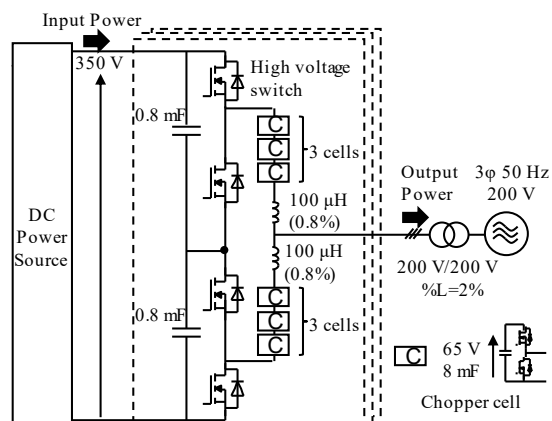 Input Power
350 V
DC
Power
Source
0.8 mF
0.8 mF
High voltage
switch
C
C
C
3 cells
100 μH
(0.8%)
100 μH
(0.8%)
C
C
C
3 cells
Output
Power
3φ 50 Hz
200 V
200 V/200 V
%L=2%
C
65 V
8 mF
Chopper cell